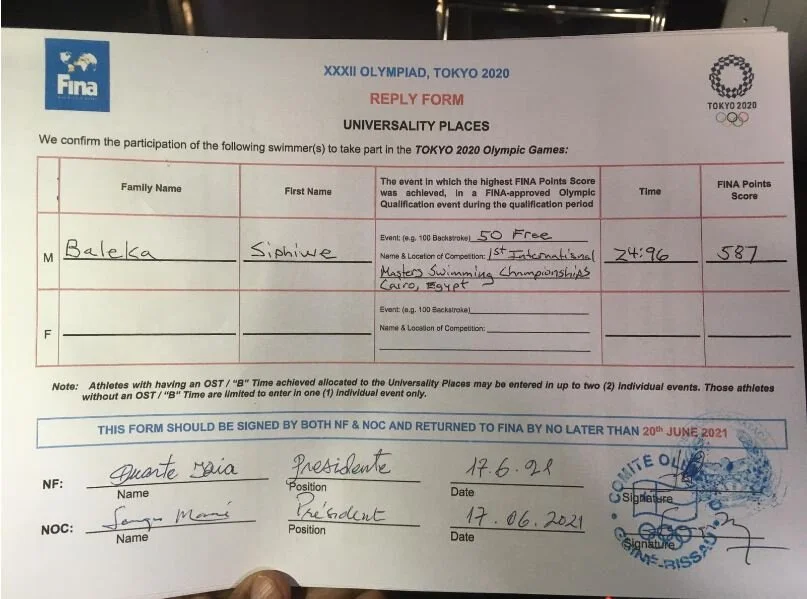 Fina
XXXII OLYMPIAD, TOKYO 2020
REPLY FORM
UNIVERSALITY PLACES
TOKYO 2020
We confirm the participation of the following swimmer(s) to take part in the TOKYO 2020 Olympic Games:
Family Name
First Name
The event in which the highest FINA Points Score
was achieved, in a FINA-approved Olympic
Qualification event during the qualification period
Time
FINA Points
Score
M
Baleka
Siphiwe
Event: (e.g. 100 Backstroke) 50 Free
Name & Location of Competition: 1st International
Masters Swimming Championships
Cairo, Egypt
24:96
587
F
Event: (e.g. 100 Backstroke)
Name & Location of Competition:
Note: Athletes with having an OST / "B" Time achieved allocated to the Universality Places may be entered in up to two (2) individual events. Those athletes
without an OST / "B" Time are limited to enter in one (1) individual event only.
THIS FORM SHOULD BE SIGNED BY BOTH NF & NOC AND RETURNED TO FINA BY NO LATER THAN 20th JUNE 2021
NF: Duarte Presidente 17.6.21
Name Position Date Signature
NOC: Président 17.06.2021
Name Position Date Signature
COMITE